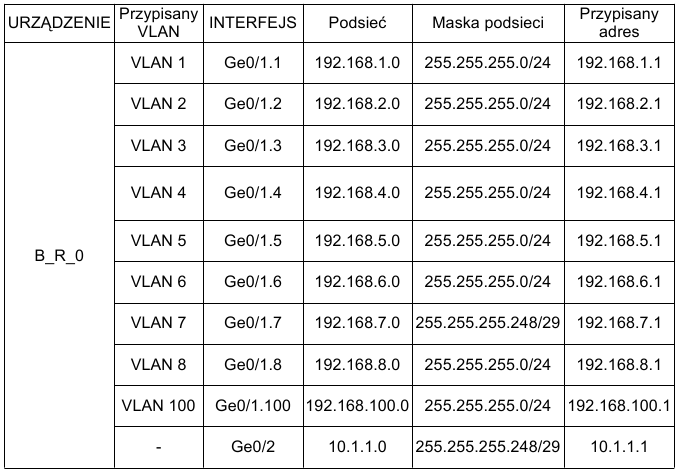 URZĄDZENIE Przypisany VLAN INTERFEJS Podsieć Maska podsieci Przypisany adres
B_R_0
VLAN 1 Ge0/1.1 192.168.1.0 255.255.255.0/24 192.168.1.1
VLAN 2 Ge0/1.2 192.168.2.0 255.255.255.0/24 192.168.2.1
VLAN 3 Ge0/1.3 192.168.3.0 255.255.255.0/24 192.168.3.1
VLAN 4 Ge0/1.4 192.168.4.0 255.255.255.0/24 192.168.4.1
VLAN 5 Ge0/1.5 192.168.5.0 255.255.255.0/24 192.168.5.1
VLAN 6 Ge0/1.6 192.168.6.0 255.255.255.0/24 192.168.6.1
VLAN 7 Ge0/1.7 192.168.7.0 255.255.255.248/29 192.168.7.1
VLAN 8 Ge0/1.8 192.168.8.0 255.255.255.0/24 192.168.8.1
VLAN 100 Ge0/1.100 192.168.100.0 255.255.255.0/24 192.168.100.1
- Ge0/2 10.1.1.0 255.255.255.248/29 10.1.1.1